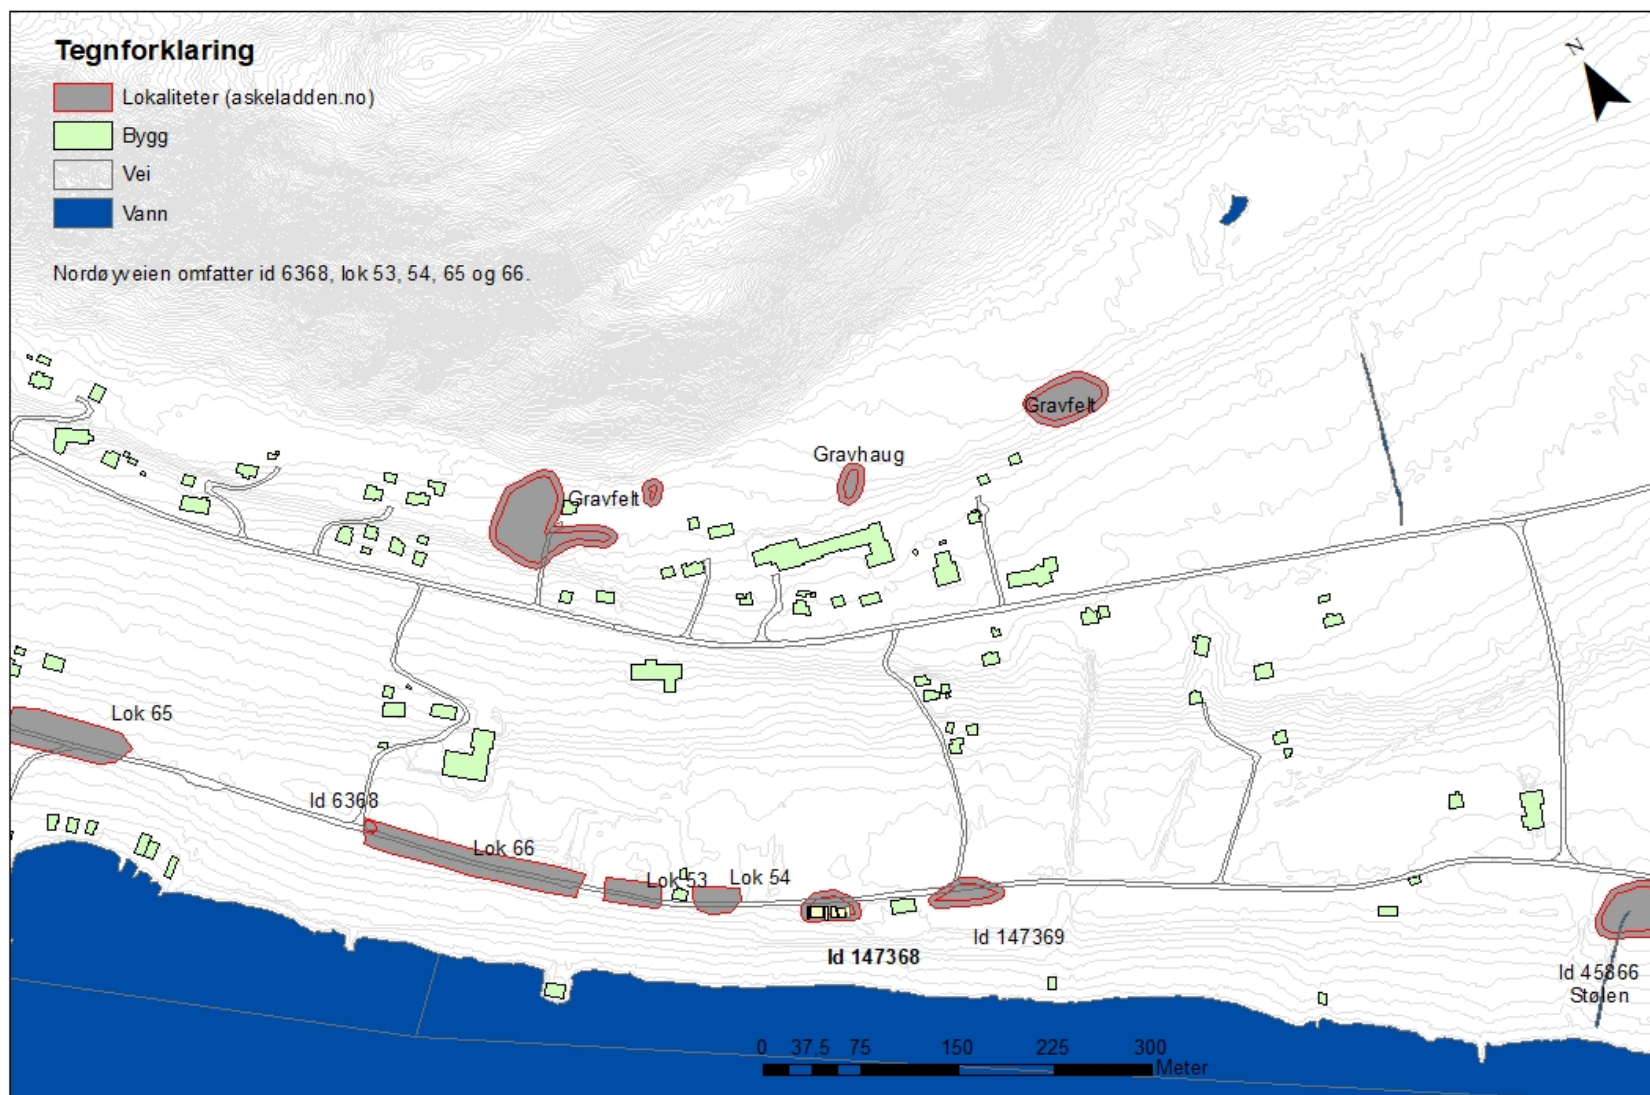 Tegnforklaring
N
Lokaliteter (askeladden.no)
Bygg
Vei
Vann
Nordøyveien omfatter id 6368, lok 53, 54, 65 og 66.
Gravfelt
Gravhaug
Gravfelt
Lok 65
Id 6368
Lok 66
Lok 53
Lok 54
Id 147369
Id 147368
Id 45866
Stølen
0 37,5 75 150 225 300
Meter